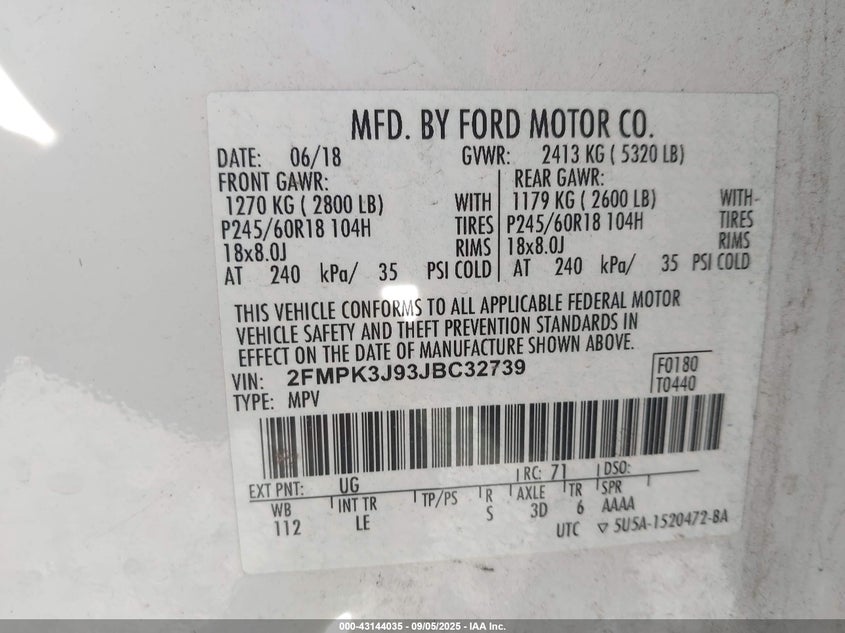 MFD. BY FORD MOTOR CO.
DATE: 06/18 GVWR: 2413 KG ( 5320 LB)
FRONT GAWR: REAR GAWR:
1270 KG ( 2800 LB) WITH 1179 KG ( 2600 LB) WITH
P245/60R18 104H TIRES P245/60R18 104H TIRES
18x8.0J RIMS 18x8.0J RIMS
AT 240 kPa/ 35 PSI COLD AT 240 kPa/ 35 PSI COLD
THIS VEHICLE CONFORMS TO ALL APPLICABLE FEDERAL MOTOR
VEHICLE SAFETY AND THEFT PREVENTION STANDARDS IN
EFFECT ON THE DATE OF MANUFACTURE SHOWN ABOVE.
VIN: 2FMPK3J93JBC32739 F0180
TYPE: MPV T0440
EXT PNT: UG RC: 71 DSO:
WB INT TR TP/PS R AXLE TR SPR
112 LE S 3D 6 AAAA
UTC ▽ 5U5A-1520472-BA
000-43144035 - 09/05/2025 - IAA Inc.